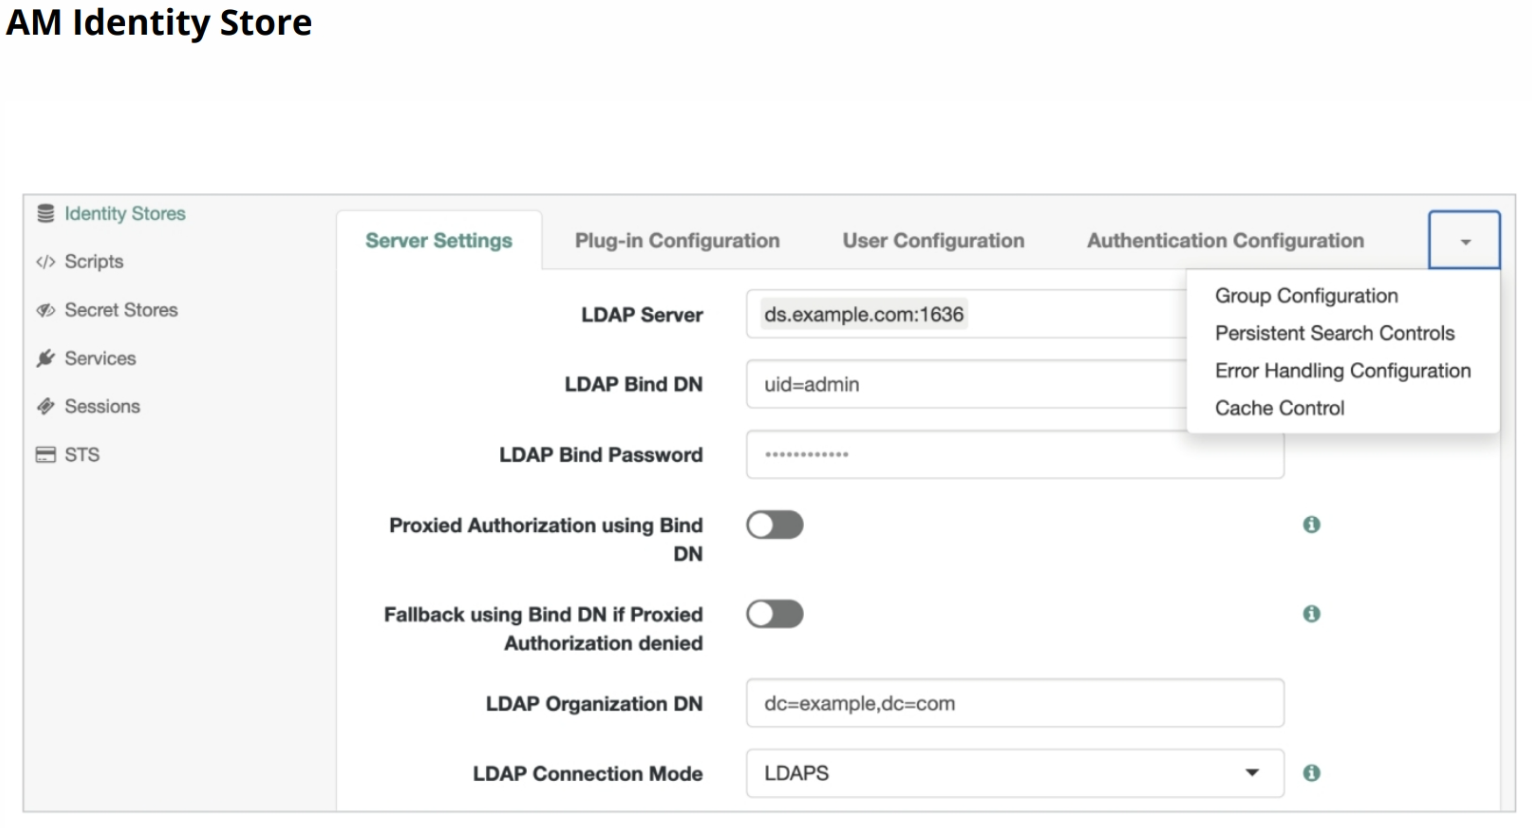 AM Identity Store
Identity Stores
Scripts
Secret Stores
Services
Sessions
STS
Server Settings
Plug-in Configuration
User Configuration
Authentication Configuration
Group Configuration
Persistent Search Controls
Error Handling Configuration
Cache Control
LDAP Server
ds.example.com:1636
LDAP Bind DN
uid=admin
LDAP Bind Password
••••••••••••
Proxied Authorization using Bind
DN
Fallback using Bind DN if Proxied
Authorization denied
LDAP Organization DN
dc=example,dc=com
LDAP Connection Mode
LDAPS